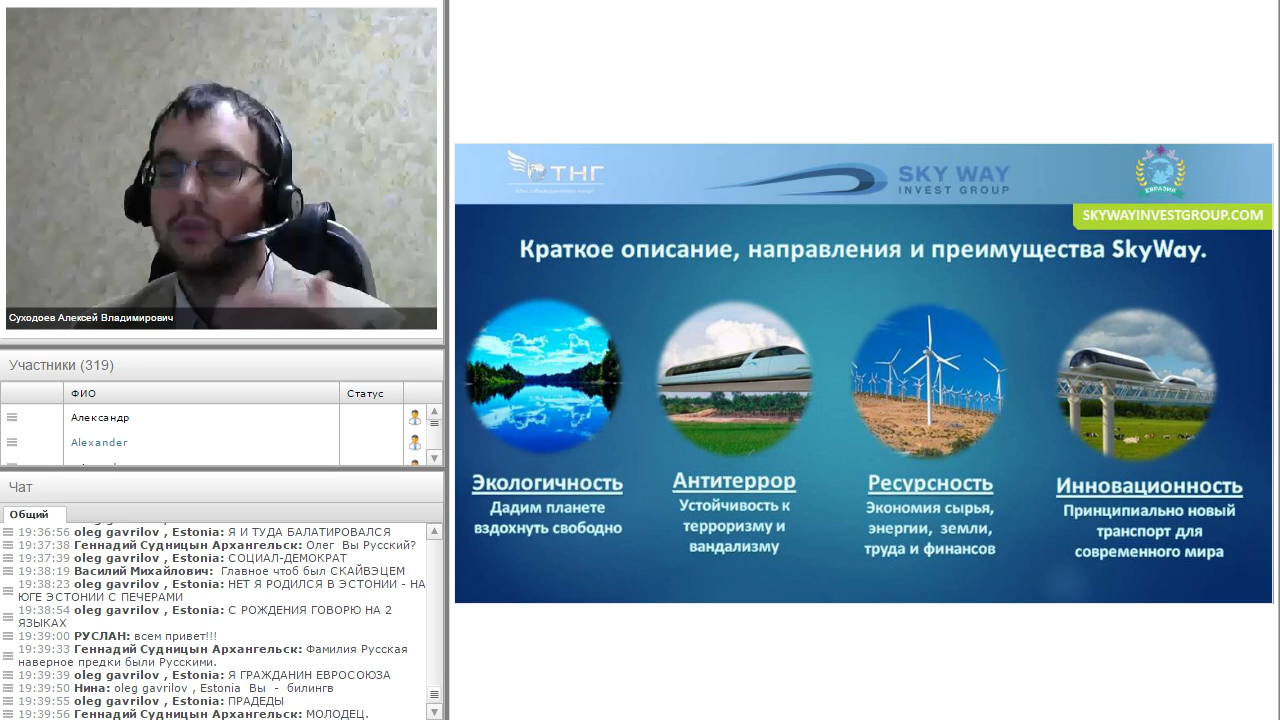 Суходоев Алексей Владимирович
Участники (319)
ФИО
Статус
Александр
Alexander
Чат
Общий
19:36:56 oleg gavrilov , Estonia: Я И ТУДА БАЛАТИРОВАЛСЯ
19:37:38 Геннадий Судницын Архангельск: Олег Вы Русский?
19:37:39 oleg gavrilov , Estonia: СОЦИАЛ-ДЕМОКРАТ
19:38:19 Василий Михайлович: Главное чтоб был СКАЙВЭЦЕМ
19:38:23 oleg gavrilov , Estonia: НЕТ Я РОДИЛСЯ В ЭСТОНИИ - НА
ЮГЕ ЭСТОНИИ С ПЕЧЕРАМИ
19:38:54 oleg gavrilov , Estonia: С РОЖДЕНИЯ ГОВОРЮ НА 2
ЯЗЫКАХ
19:39:00 РУСЛАН: всем привет!!!
19:39:33 Геннадий Судницын Архангельск: Фамилия Русская
наверное предки были Русскими.
19:39:39 oleg gavrilov , Estonia: Я ГРАЖДАНИН ЕВРОСОЮЗА
19:39:50 Нина: oleg gavrilov , Estonia Вы - билингв
19:39:55 oleg gavrilov , Estonia: ПРАДЕДЫ
19:39:56 Геннадий Судницын Архангельск: МОЛОДЕЦ.
ТНГ
SKY WAY
INVEST GROUP
ЕВРАЗИЯ
SKYWAYINVESTGROUP.COM
Краткое описание, направления и преимущества SkyWay.
Экологичность
Дадим планете
вздохнуть свободно
Антитеррор
Устойчивость к
терроризму и
вандализму
Ресурсность
Экономия сырья,
энергии, земли,
труда и финансов
Инновационность
Принципиально новый
транспорт для
современного мира